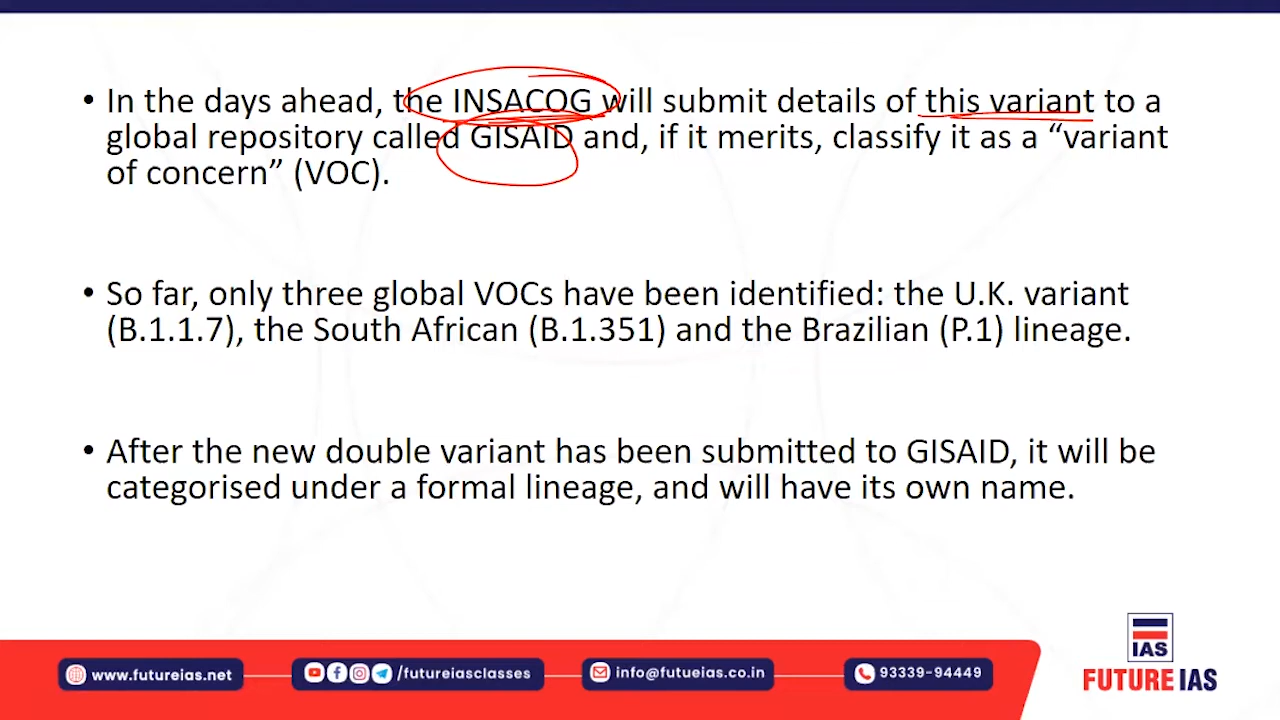 • In the days ahead, the INSACOG will submit details of this variant to a
global repository called GISAID and, if it merits, classify it as a “variant
of concern” (VOC).
• So far, only three global VOCs have been identified: the U.K. variant
(B.1.1.7), the South African (B.1.351) and the Brazilian (P.1) lineage.
• After the new double variant has been submitted to GISAID, it will be
categorised under a formal lineage, and will have its own name.
IAS
www.futureias.net
/futureiasclasses
info@futueias.co.in
93339-94449
FUTURE IAS